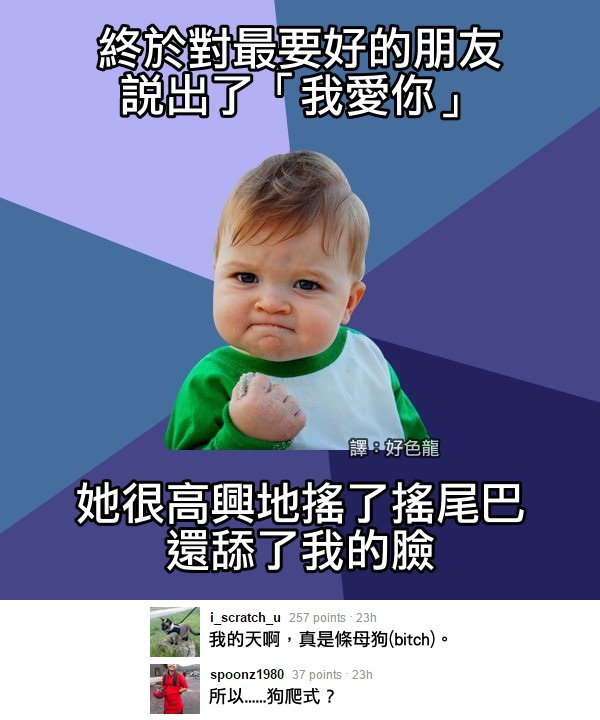 終於對最要好的朋友
説出了「我愛你」
譯：好色龍
她很高興地搖了搖尾巴
還舔了我的臉
i_scratch_u 257 points · 23h
我的天啊，真是條母狗(bitch)。
spoonz1980 37 points · 23h
所以......狗爬式？